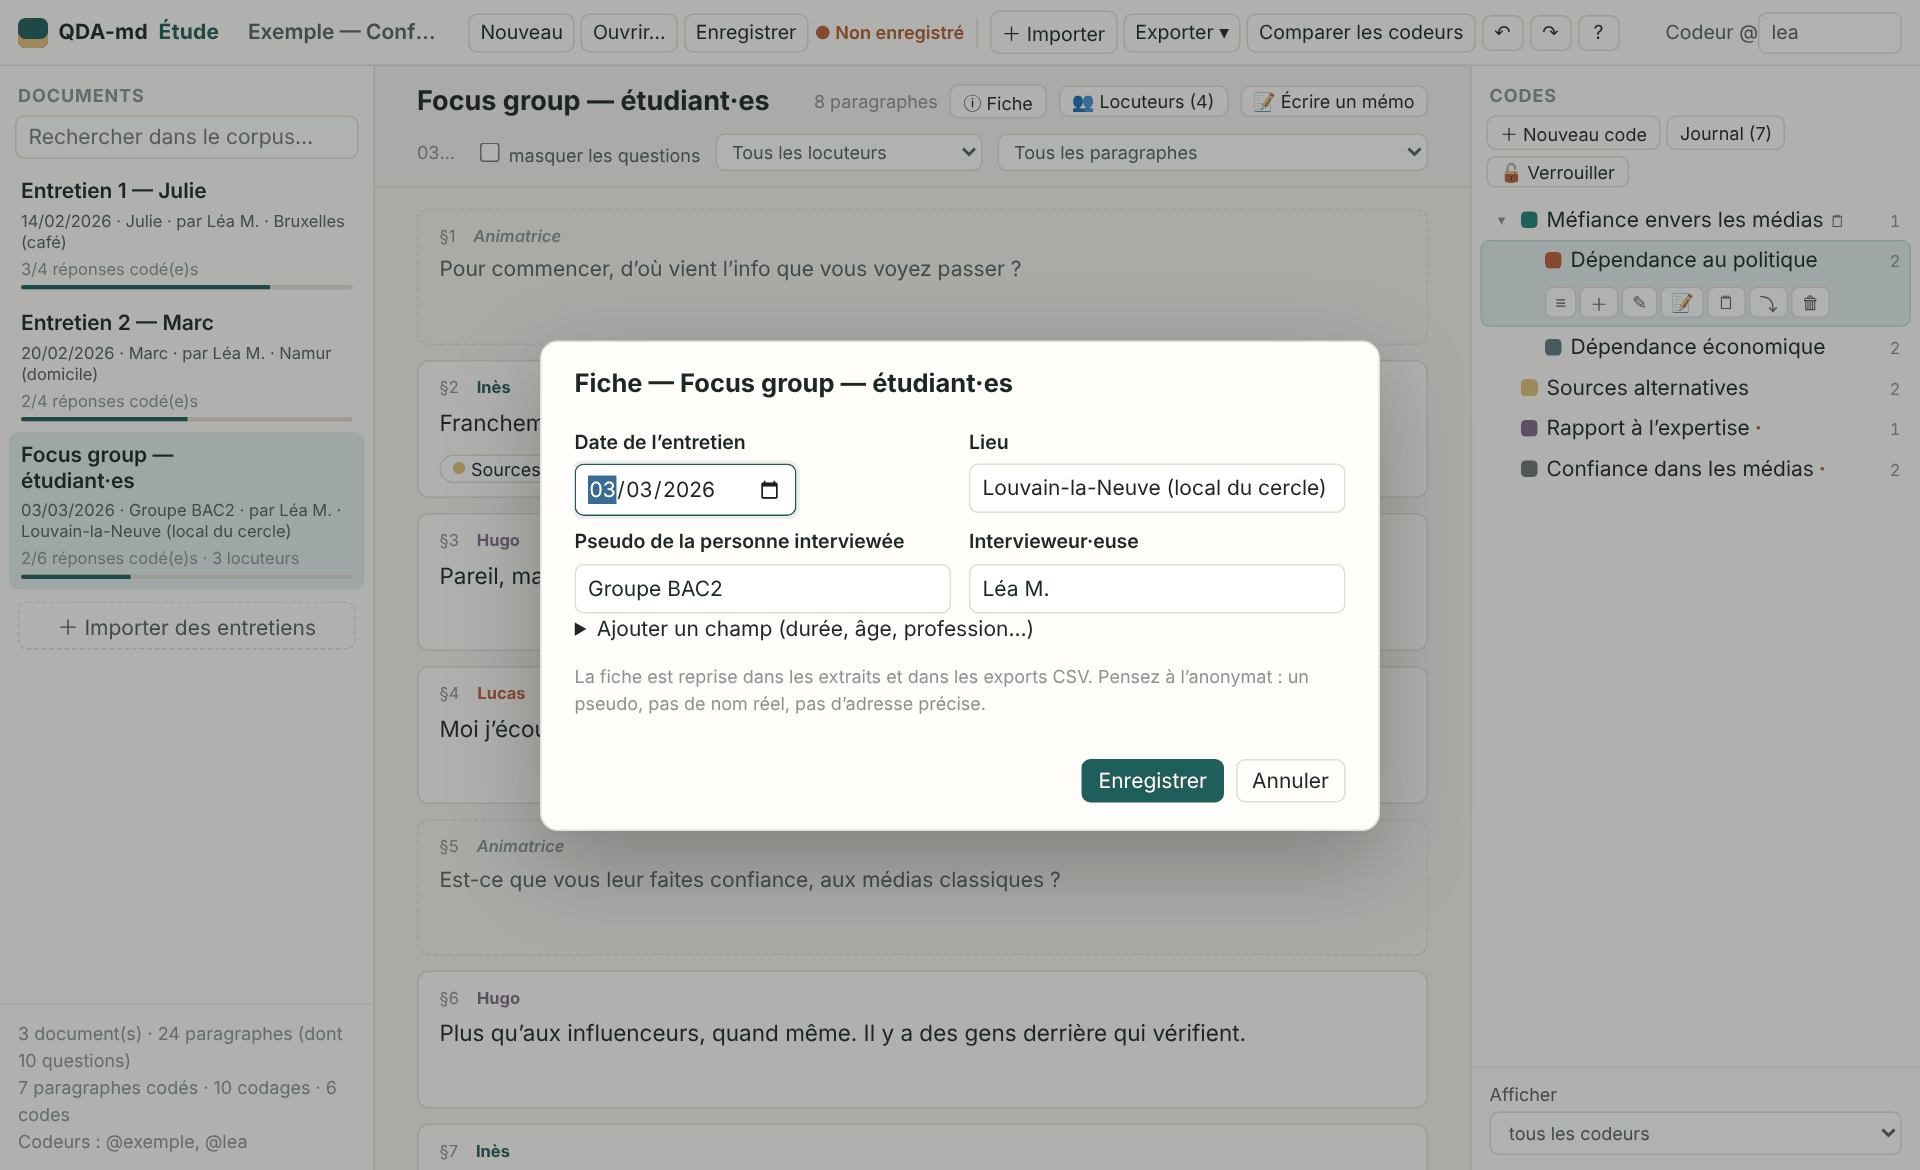 QDA-md Étude
Exemple — Conf…
Nouveau
Ouvrir…
Enregistrer
Non enregistré
+ Importer
Exporter ▾
Comparer les codeurs
↶
↷
?
Codeur @
lea
DOCUMENTS
Rechercher dans le corpus…
Entretien 1 — Julie
14/02/2026 · Julie · par Léa M. · Bruxelles
(café)
3/4 réponses codé(e)s
Entretien 2 — Marc
20/02/2026 · Marc · par Léa M. · Namur
(domicile)
2/4 réponses codé(e)s
Focus group —
étudiant·es
03/03/2026 · Groupe BAC2 · par Léa M. ·
Louvain-la-Neuve (local du cercle)
2/6 réponses codé(e)s · 3 locuteurs
+ Importer des entretiens
3 document(s) · 24 paragraphes (dont
10 questions)
7 paragraphes codés · 10 codages · 6
codes
Codeurs : @exemple, @lea
Focus group — étudiant·es
8 paragraphes
ⓘ Fiche
👥 Locuteurs (4)
📝 Écrire un mémo
03…
masquer les questions
Tous les locuteurs
Tous les paragraphes
§1 Animatrice
Pour commencer, d’où vient l’info que vous voyez passer ?
§2 Inès
Franchem
Sources
§3 Hugo
Pareil, ma
§4 Lucas
Moi j’écou
§5 Animatrice
Est-ce que vous leur faites confiance, aux médias classiques ?
§6 Hugo
Plus qu’aux influenceurs, quand même. Il y a des gens derrière qui vérifient.
§7 Inès
Fiche — Focus group — étudiant·es
Date de l’entretien
03/03/2026
Lieu
Louvain-la-Neuve (local du cercle)
Pseudo de la personne interviewée
Groupe BAC2
Intervieweur·euse
Léa M.
▶ Ajouter un champ (durée, âge, profession…)
La fiche est reprise dans les extraits et dans les exports CSV. Pensez à l’anonymat : un
pseudo, pas de nom réel, pas d’adresse précise.
Enregistrer
Annuler
CODES
+ Nouveau code
Journal (7)
🔓 Verrouiller
Méfiance envers les médias 1
Dépendance au politique 2
Dépendance économique 2
Sources alternatives 2
Rapport à l’expertise · 1
Confiance dans les médias · 2
Afficher
tous les codeurs